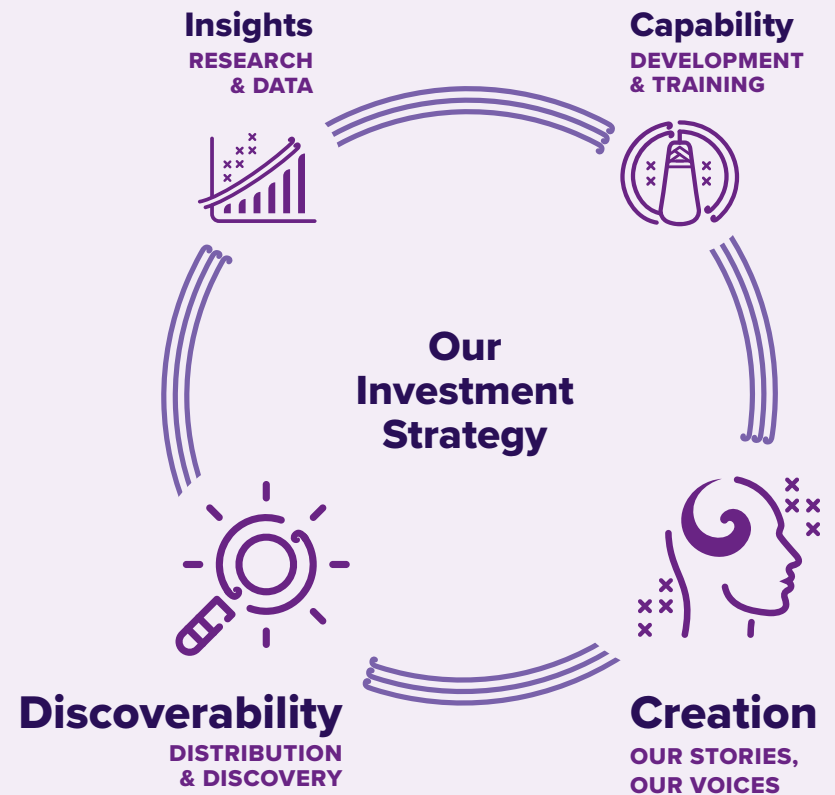 Insights
RESEARCH
& DATA
Capability
DEVELOPMENT
& TRAINING
Our
Investment
Strategy
Discoverability
DISTRIBUTION
& DISCOVERY
Creation
OUR STORIES,
OUR VOICES